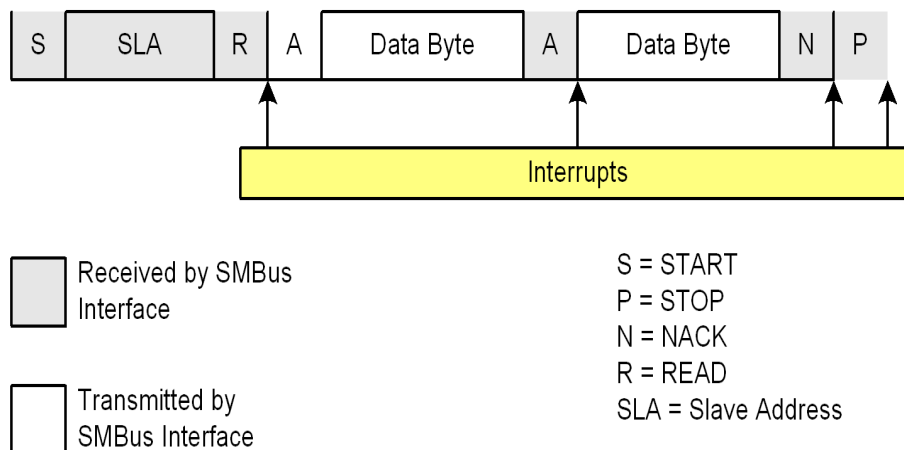 S SLA R A Data Byte A Data Byte N P
Interrupts
Received by SMBus
Interface
Transmitted by
SMBus Interface
S = START
P = STOP
N = NACK
R = READ
SLA = Slave Address